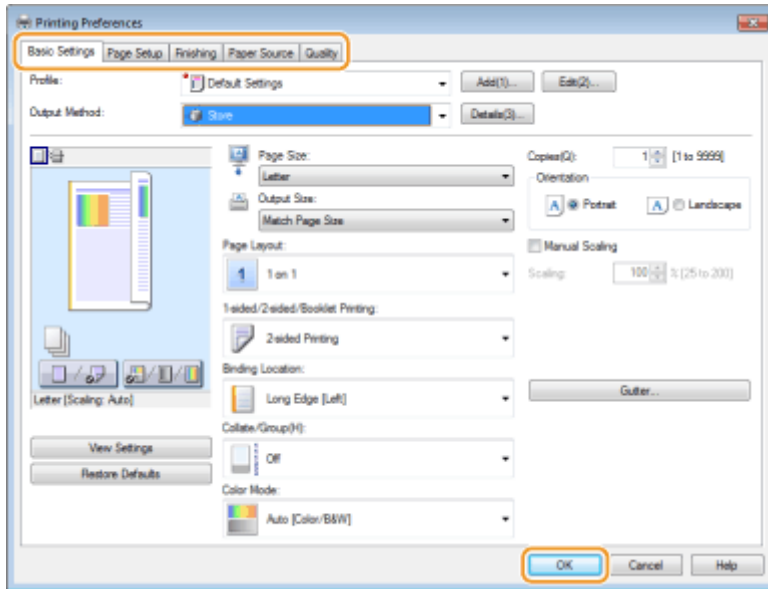 Printing Preferences
Basic Settings Page Setup Finishing Paper Source Quality
Profile: Default Settings Add(1)... Edit(2)...
Output Method: Store Details(3)...
Page Size: Copies(Q): 1 [1 to 9999]
Letter Orientation
Output Size: A Portrait A Landscape
Match Page Size
Page Layout: Manual Scaling
1 1 on 1 Scaling: 100 % [25 to 200]
1-sided/2-sided/Booklet Printing:
2-sided Printing
Binding Location:
Letter [Scaling: Auto] Long Edge [Left] Gutter...
Collate/Group(H):
View Settings Off
Restore Defaults
Color Mode:
Auto [Color/B&W]
OK Cancel Help